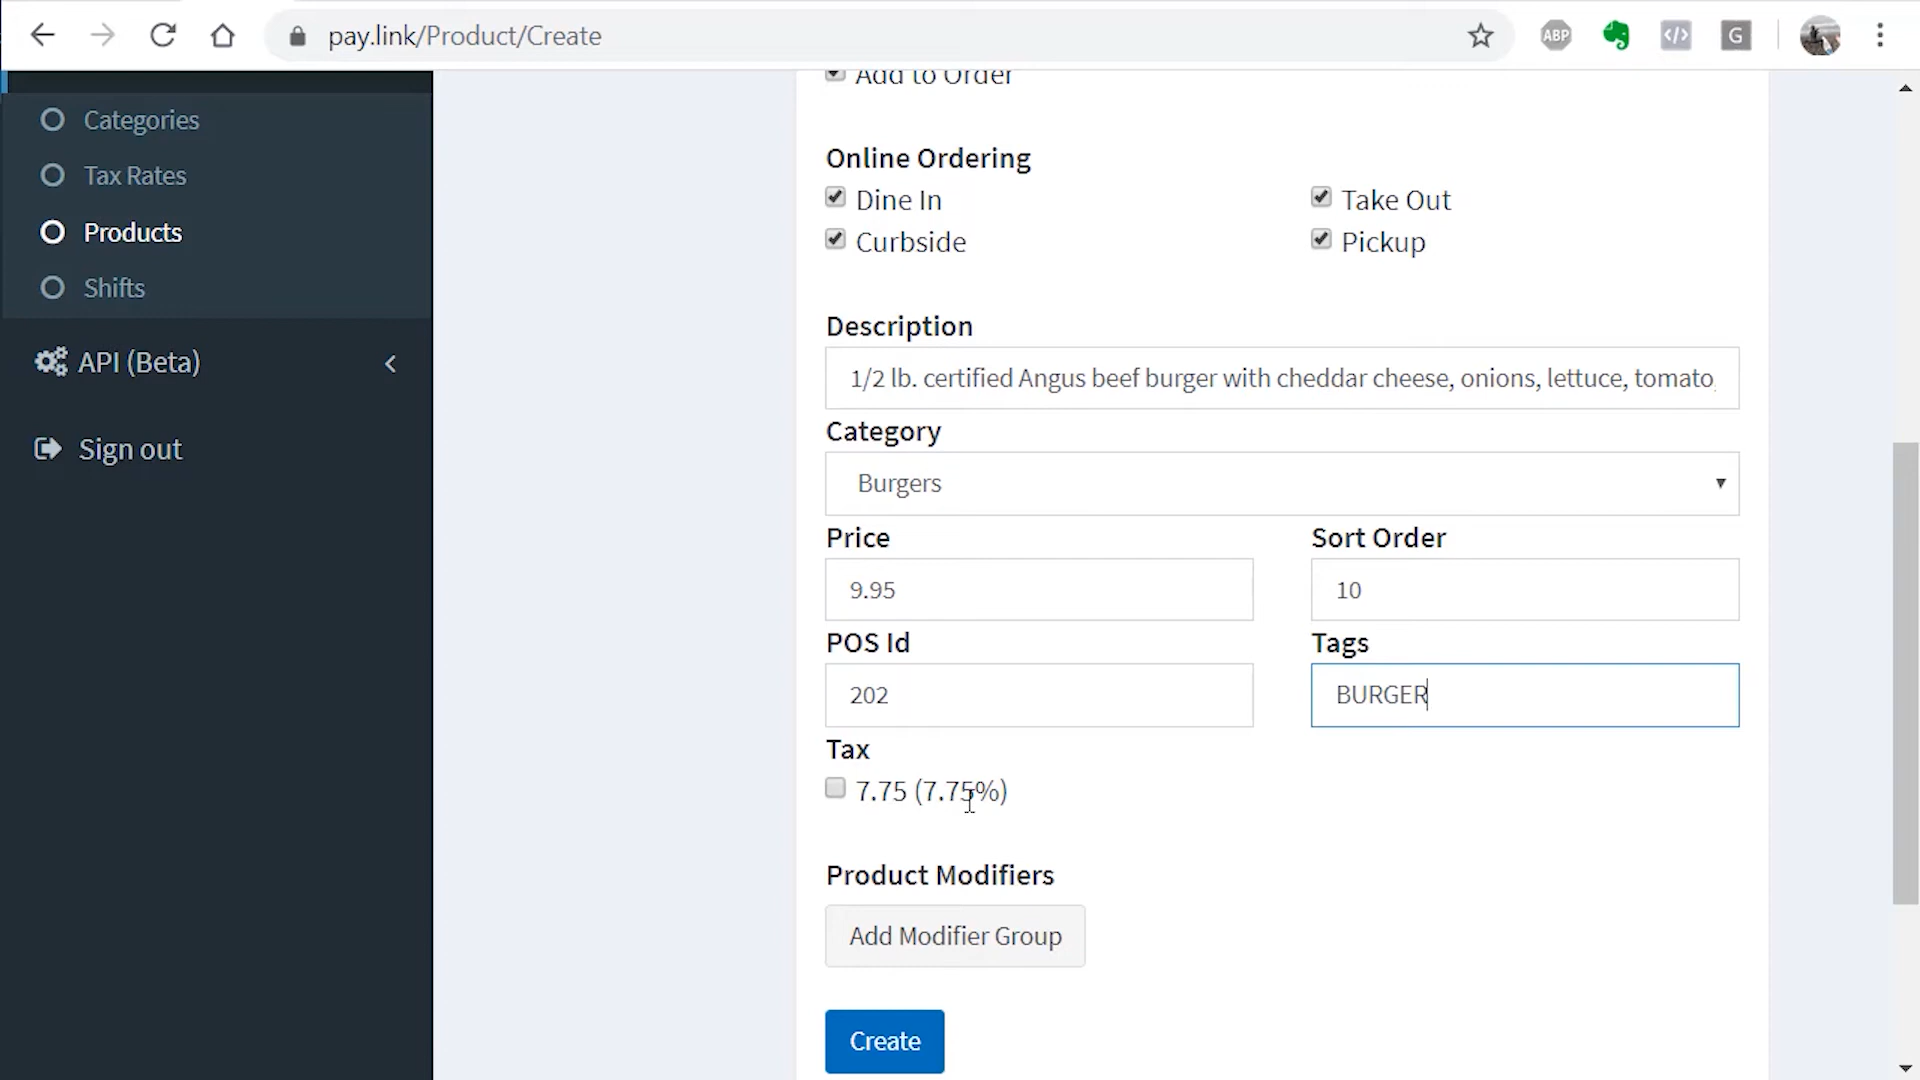 pay.link/Product/Create
ABP
G
Add to Order
Categories
Tax Rates
Products
Shifts
API (Beta)
Sign out
Online Ordering
Dine In
Take Out
Curbside
Pickup
Description
1/2 lb. certified Angus beef burger with cheddar cheese, onions, lettuce, tomato,
Category
Burgers
Price
Sort Order
9.95
10
POS Id
Tags
202
BURGER
Tax
7.75 (7.75%)
Product Modifiers
Add Modifier Group
Create